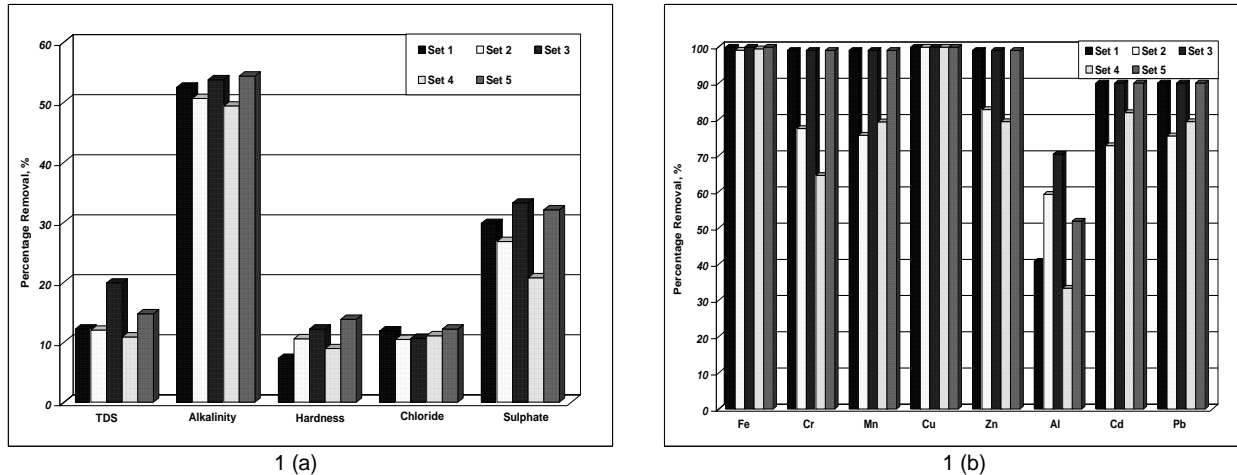 60
50
40
30
20
10
0
Percentage Removal, %
Set 1 Set 2 Set 3
Set 4 Set 5
TDS Alkalinity Hardness Chloride Sulphate
1 (a)
100
90
80
70
60
50
40
30
20
10
0
Percentage Removal, %
Set 1 Set 2 Set 3
Set 4 Set 5
Fe Cr Mn Cu Zn Al Cd Pb
1 (b)